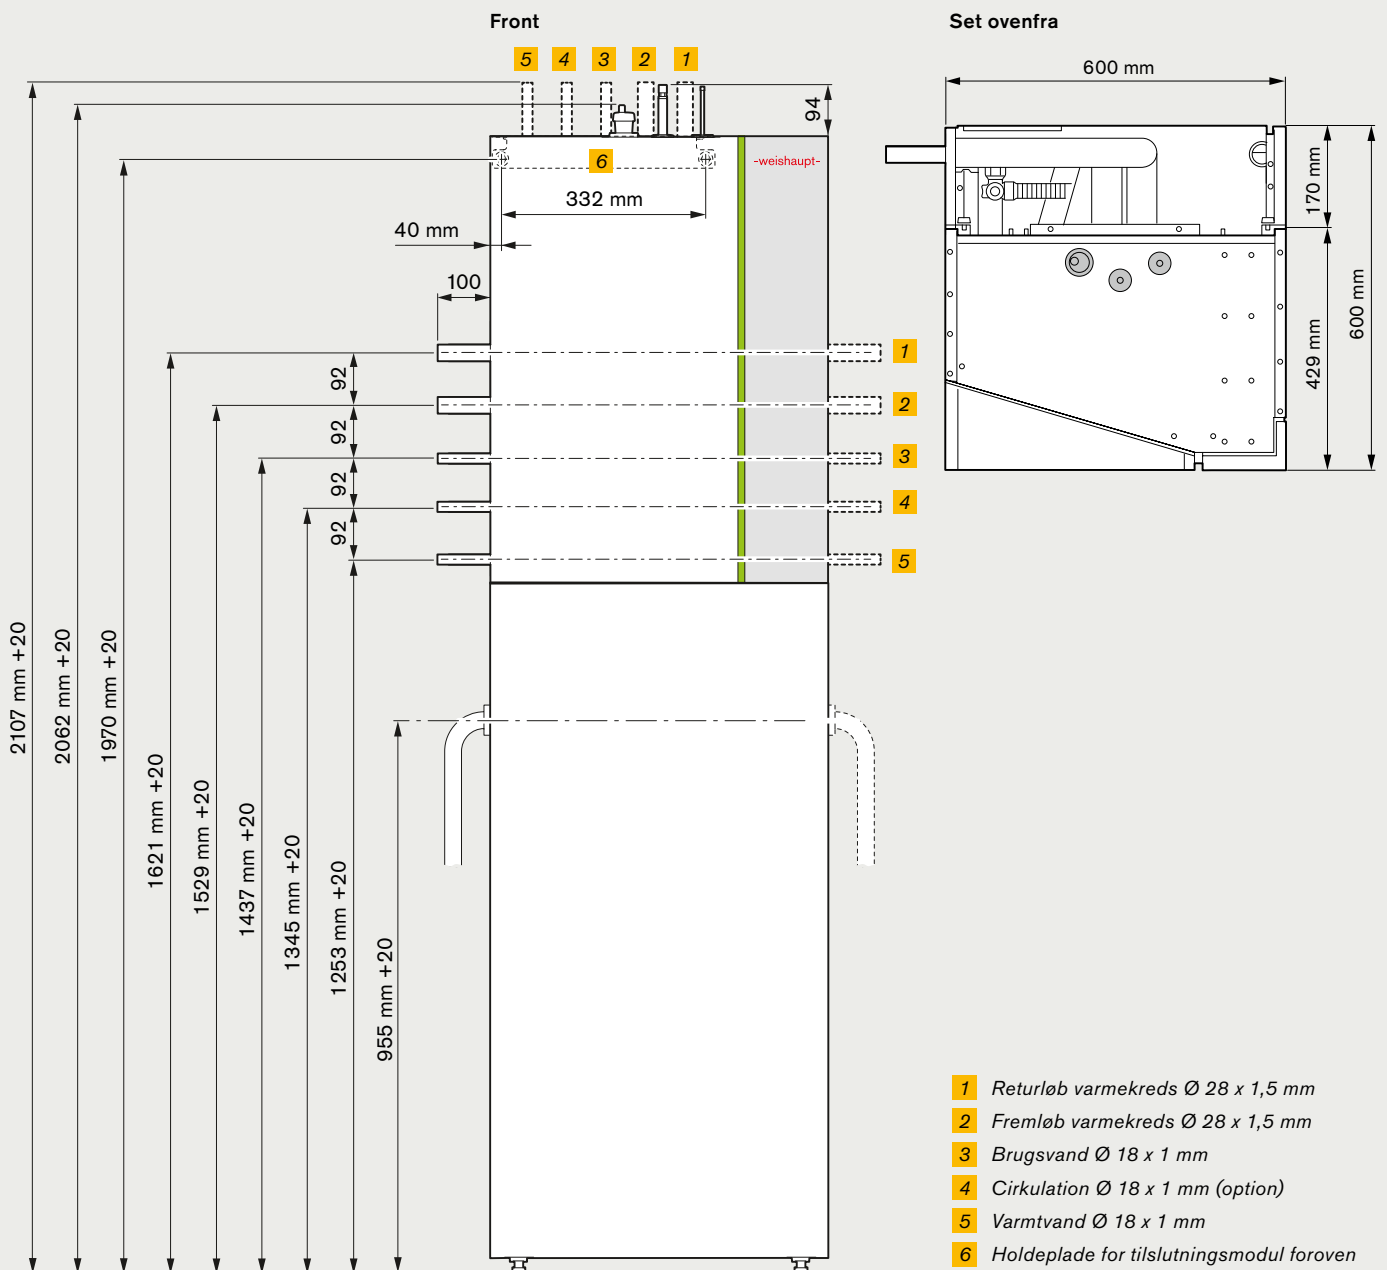 Front
Set ovenfra
5 4 3 2 1
600 mm
94
6
-weishaupt-
332 mm
40 mm
100
170 mm
429 mm
600 mm
1
92
2
92
3
92
4
92
5
2107 mm +20
2062 mm +20
1970 mm +20
1621 mm +20
1529 mm +20
1437 mm +20
1345 mm +20
1253 mm +20
955 mm +20
1 Returløb varmekreds Ø 28 x 1,5 mm
2 Fremløb varmekreds Ø 28 x 1,5 mm
3 Brugsvand Ø 18 x 1 mm
4 Cirkulation Ø 18 x 1 mm (option)
5 Varmtvand Ø 18 x 1 mm
6 Holdeplade for tilslutningsmodul foroven